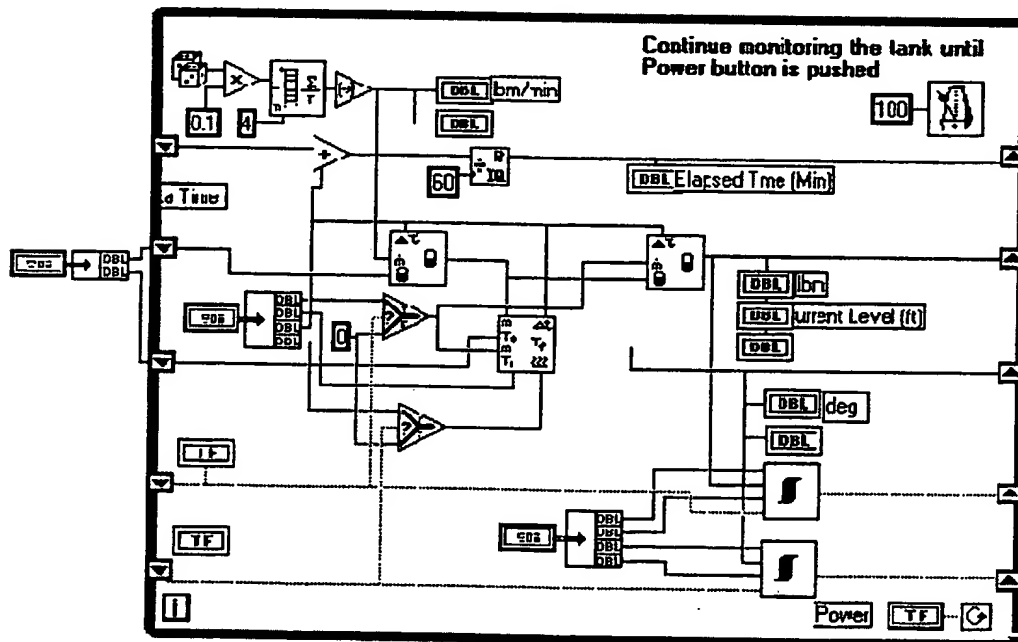 Continue monitoring the tank until
Power button is pushed
DBL lbm/min
100
0.1
4
DBL
+
60
R
IQ
DBL Elapsed Tme (Min)
a Time
DBL
DBL
DBL lbm
DBL
DBL
DBL
0
DBL urrent Level (ft)
DBL
DBL deg
DBL
TF
DBL
DBL
DBL
DBL
TF
i
Power TF